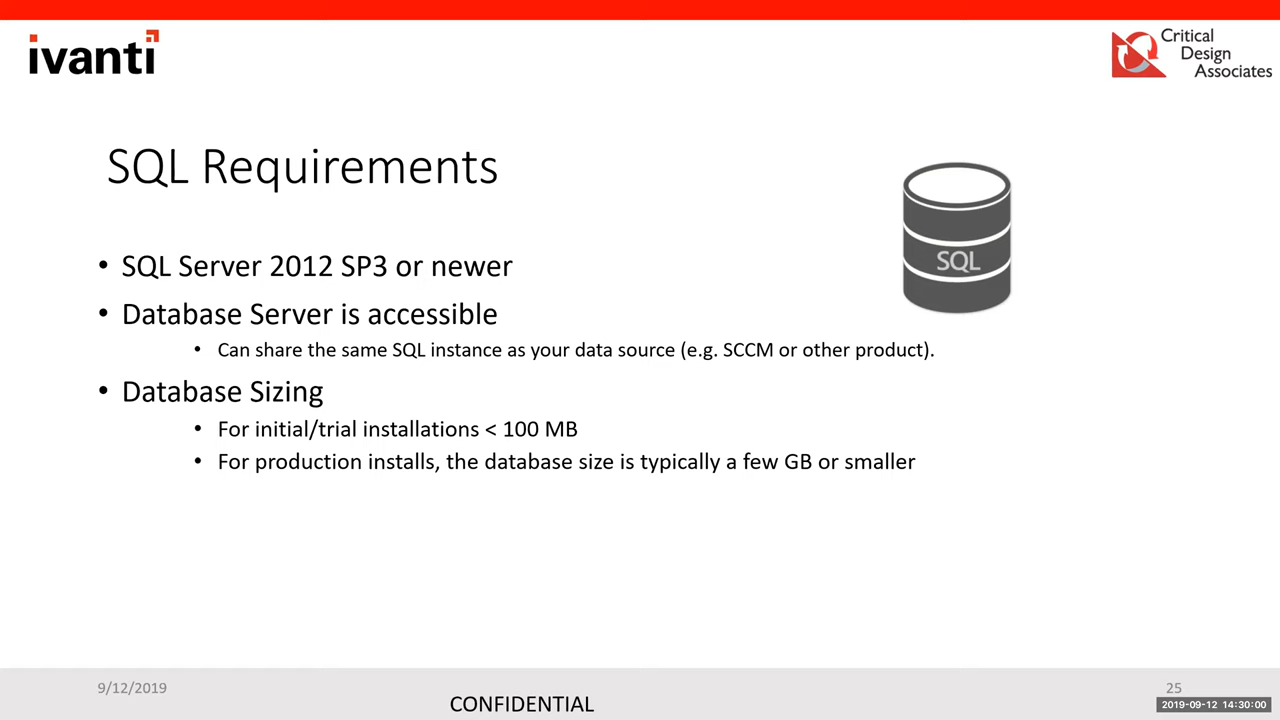 ivanti
Critical
Design
Associates
SQL Requirements
SQL
• SQL Server 2012 SP3 or newer
• Database Server is accessible
• Can share the same SQL instance as your data source (e.g. SCCM or other product).
• Database Sizing
• For initial/trial installations < 100 MB
• For production installs, the database size is typically a few GB or smaller
9/12/2019
CONFIDENTIAL
25
2019-09-12 14:30:00